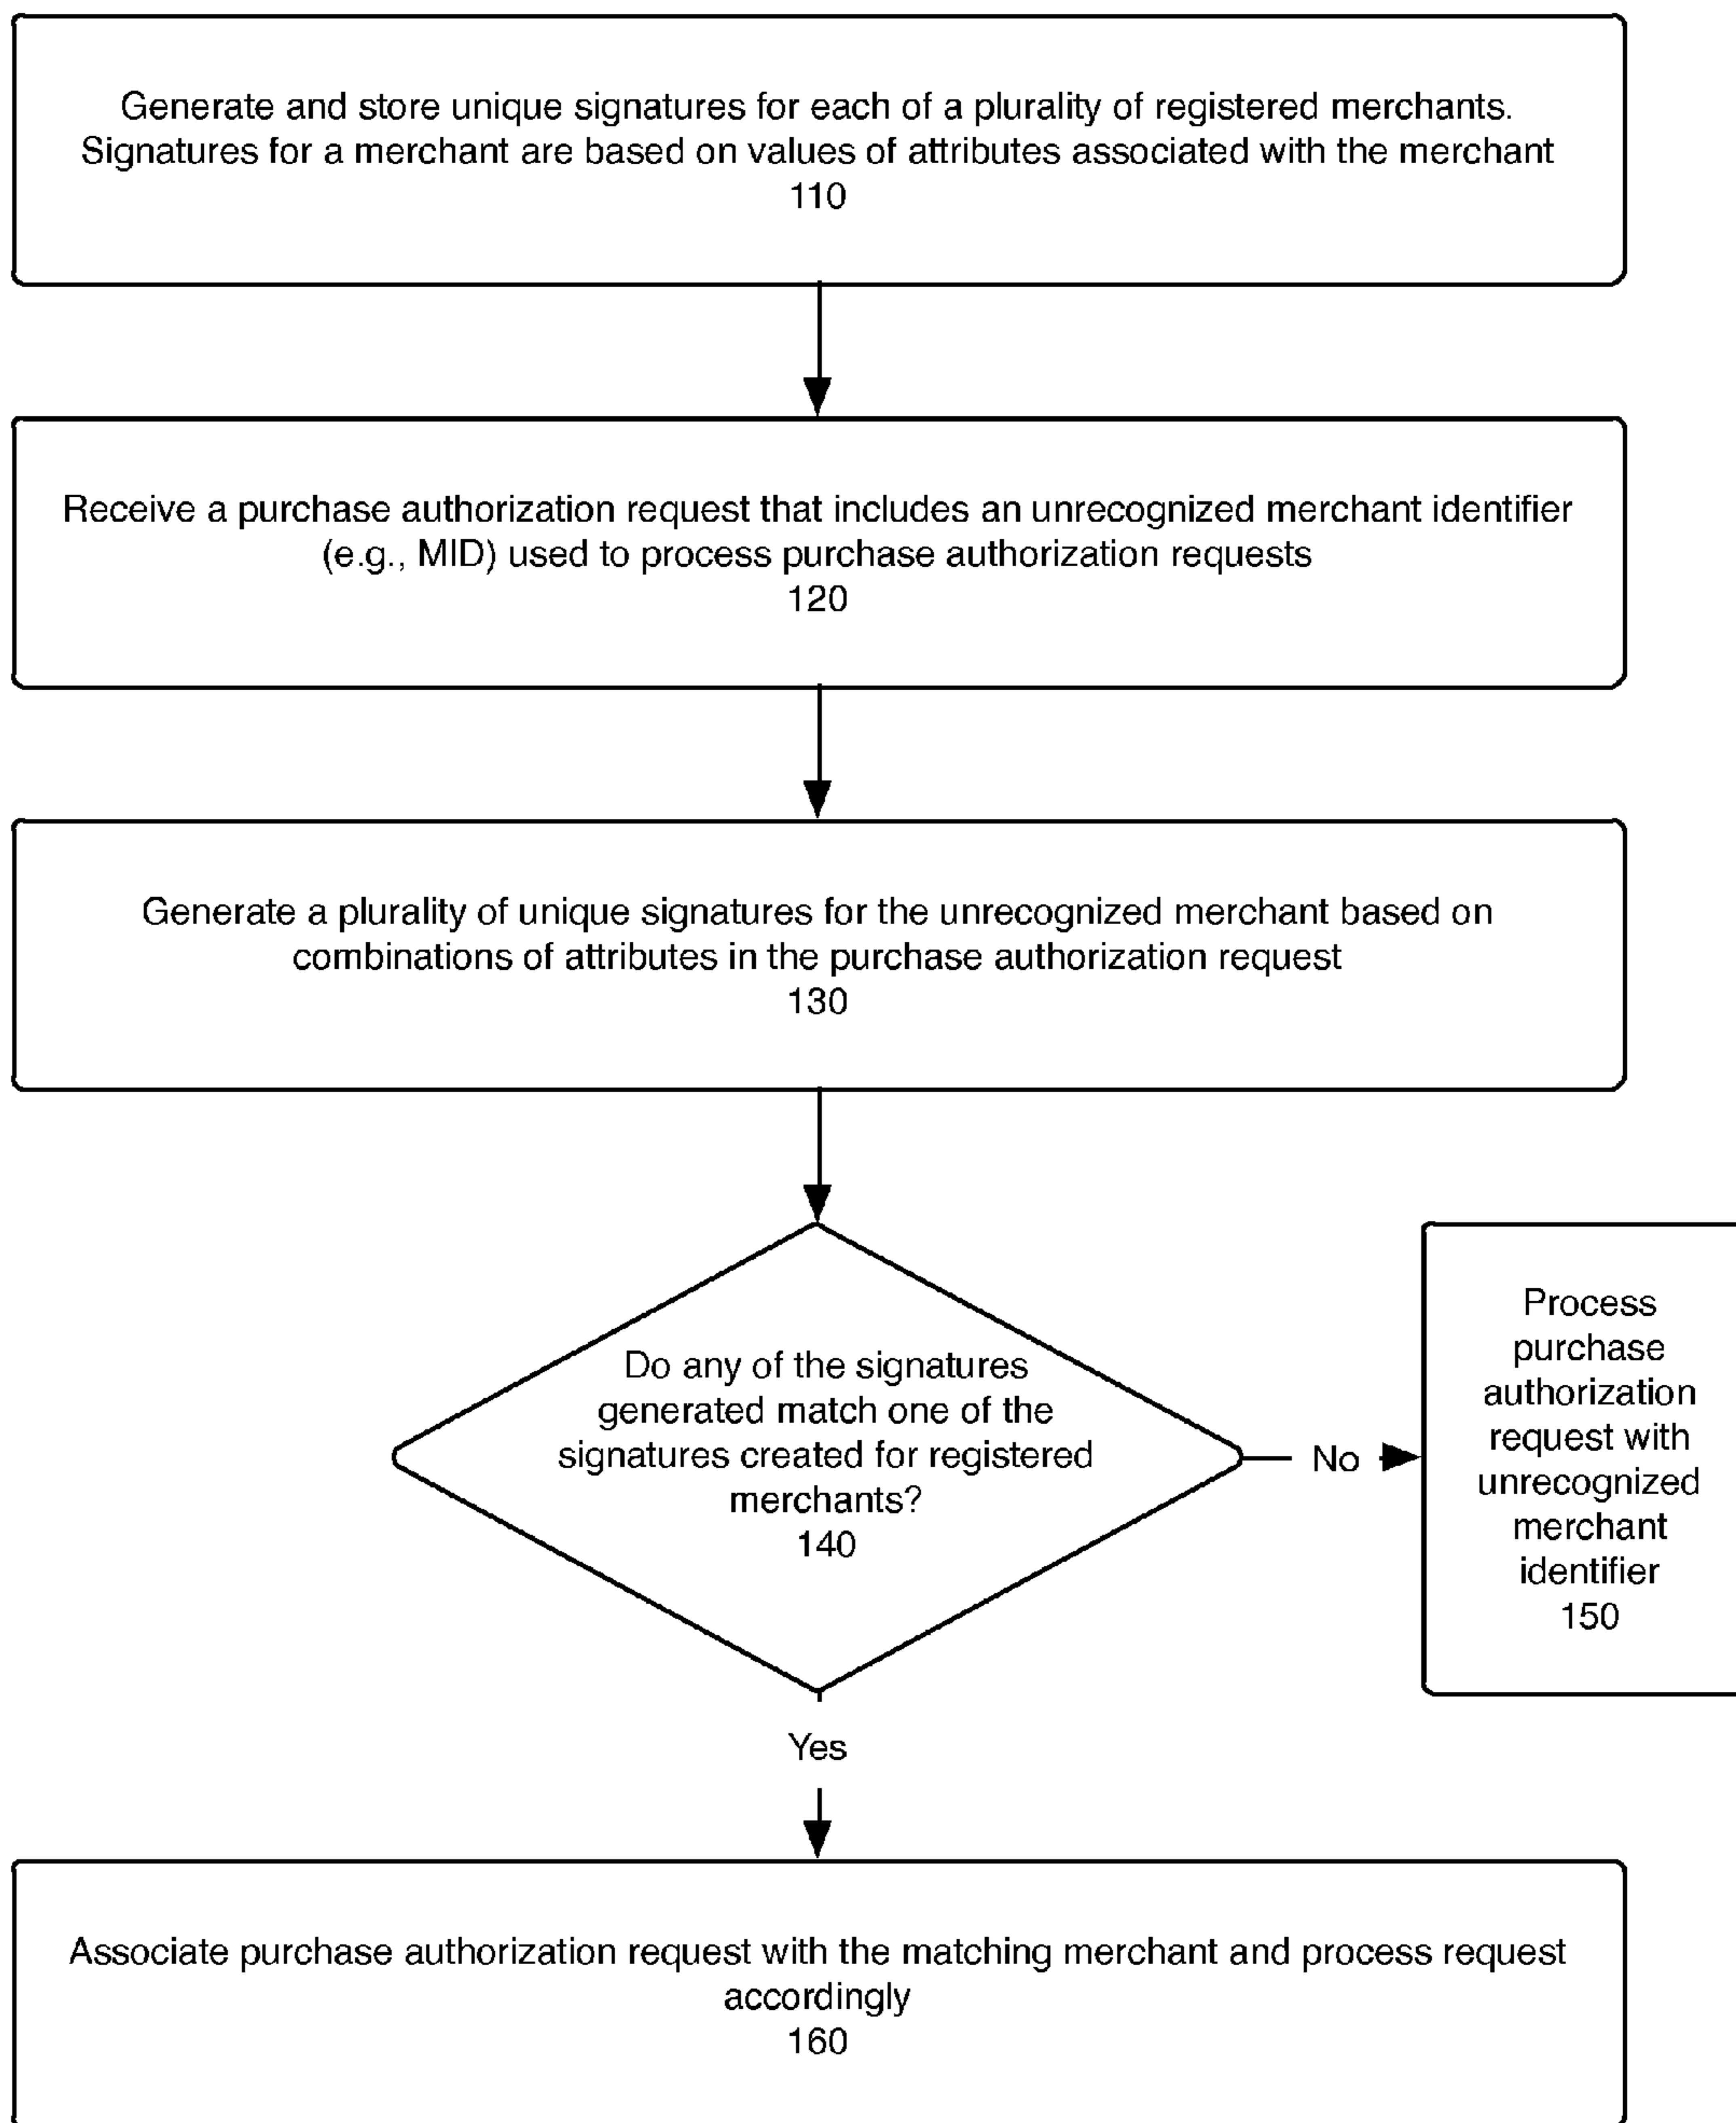 Generate and store unique signatures for each of a plurality of registered merchants.
Signatures for a merchant are based on values of attributes associated with the merchant
110
Receive a purchase authorization request that includes an unrecognized merchant identifier
(e.g., MID) used to process purchase authorization requests
120
Generate a plurality of unique signatures for the unrecognized merchant based on
combinations of attributes in the purchase authorization request
130
Do any of the signatures
generated match one of the
signatures created for registered
merchants?
140
No
Process
purchase
authorization
request with
unrecognized
merchant
identifier
150
Yes
Associate purchase authorization request with the matching merchant and process request
accordingly
160